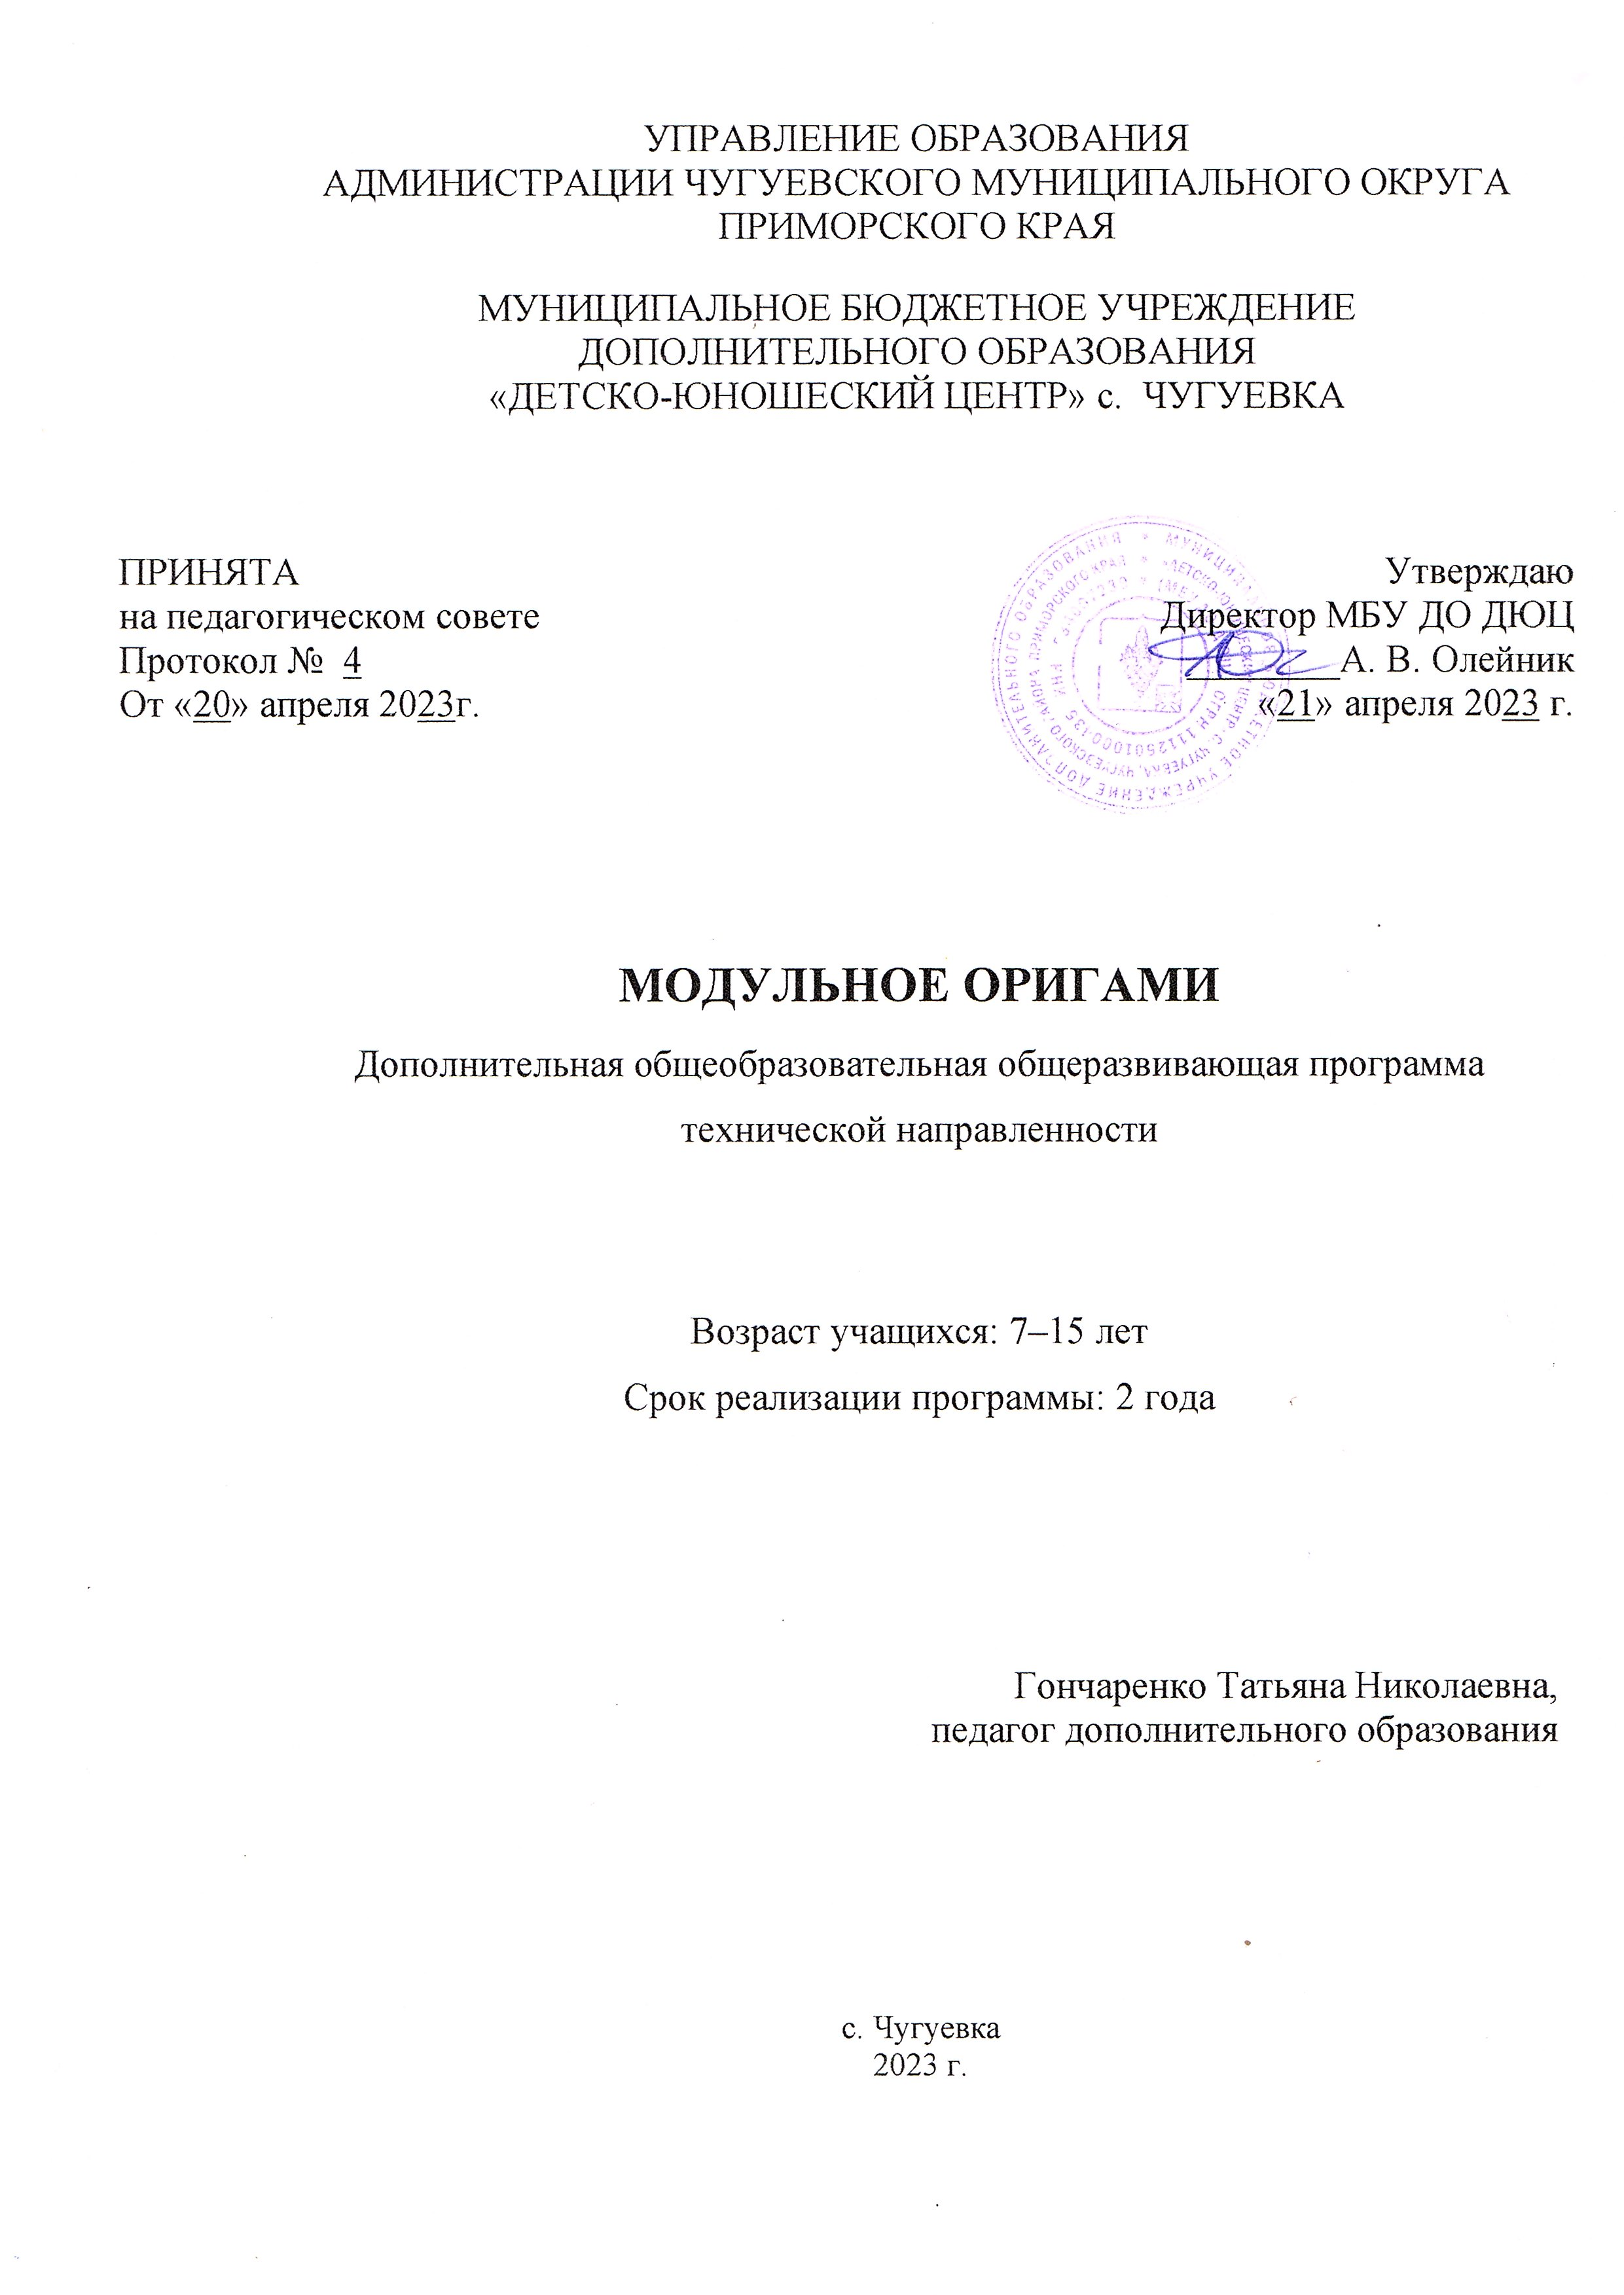 УПРАВЛЕНИЕ ОБРАЗОВАНИЯ
АДМИНИСТРАЦИИ ЧУГУЕВСКОГО МУНИЦИПАЛЬНОГО ОКРУГА
ПРИМОРСКОГО КРАЯ
МУНИЦИПАЛЬНОЕ БЮДЖЕТНОЕ УЧРЕЖДЕНИЕ
ДОПОЛНИТЕЛЬНОГО ОБРАЗОВАНИЯ
«ДЕТСКО-ЮНОШЕСКИЙ ЦЕНТР» с. ЧУГУЕВКА
ПРИНЯТА
на педагогическом совете
Протокол № 4
От «20» апреля 2023г.
Утверждаю
Директор МБУ ДО ДЮЦ
А. В. Олейник
«21» апреля 2023 г.
МОДУЛЬНОЕ ОРИГАМИ
Дополнительная общеобразовательная общеразвивающая программа
технической направленности
Возраст учащихся: 7–15 лет
Срок реализации программы: 2 года
Гончаренко Татьяна Николаевна,
педагог дополнительного образования
с. Чугуевка
2023 г.